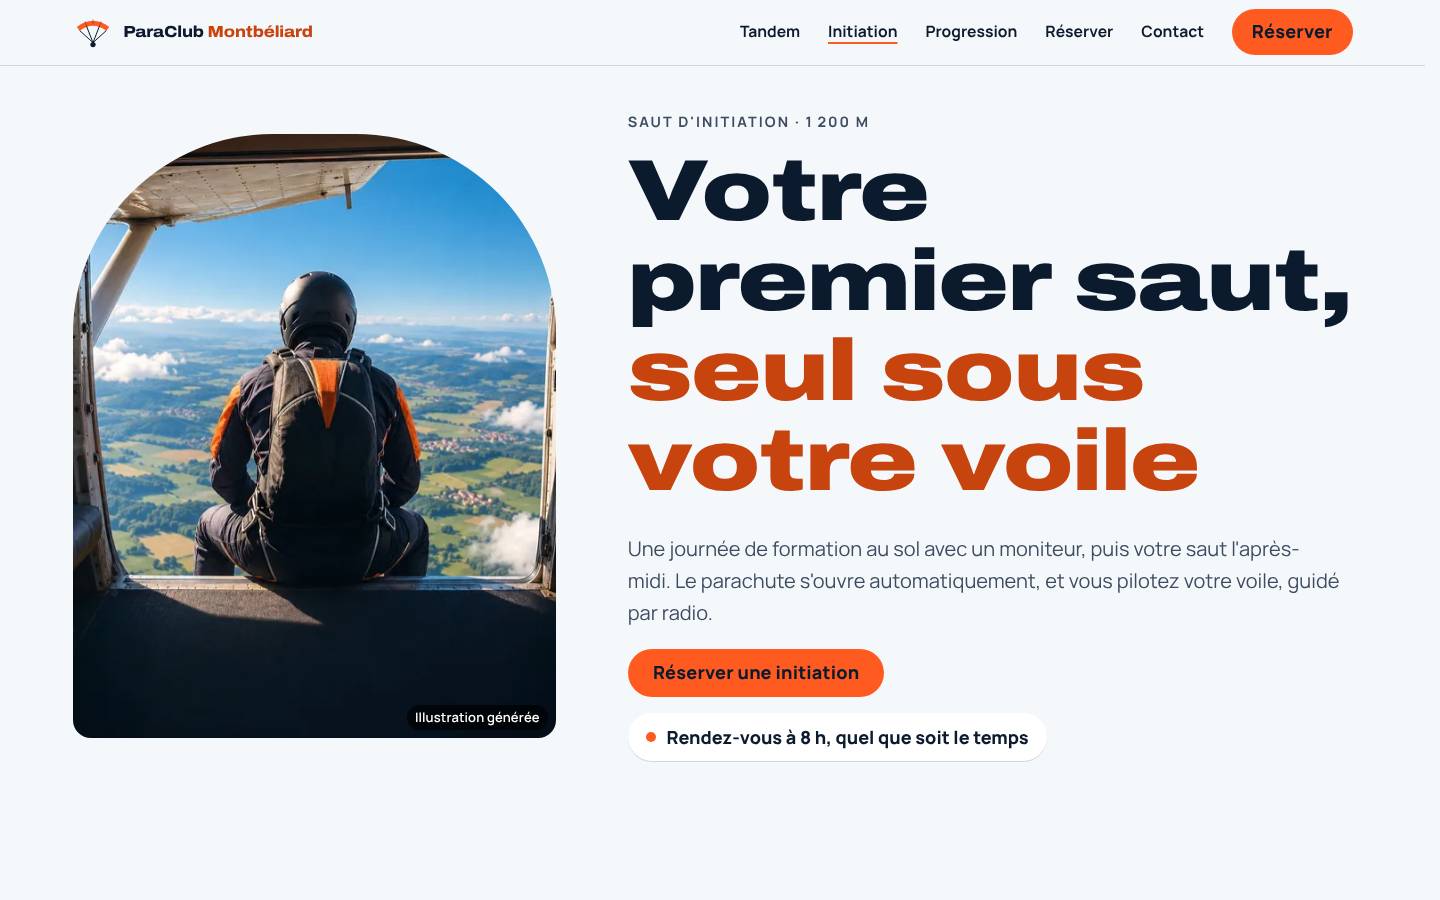 ParaClub Montbéliard
Tandem
Initiation
Progression
Réserver
Contact
Réserver
SAUT D'INITIATION · 1 200 M
Votre
premier saut,
seul sous
votre voile
Une journée de formation au sol avec un moniteur, puis votre saut l'après-
midi. Le parachute s'ouvre automatiquement, et vous pilotez votre voile, guidé
par radio.
Réserver une initiation
Rendez-vous à 8 h, quel que soit le temps
Illustration générée